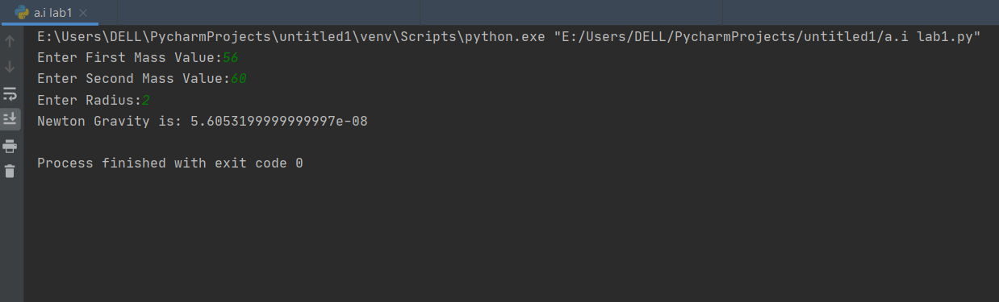 a.i lab1
E:\Users\DELL\PycharmProjects\untitled1\venv\Scripts\python.exe "E:/Users/DELL/PycharmProjects/untitled1/a.i lab1.py"
Enter First Mass Value:56
Enter Second Mass Value:60
Enter Radius:2
Newton Gravity is: 5.6053199999999997e-08
Process finished with exit code 0